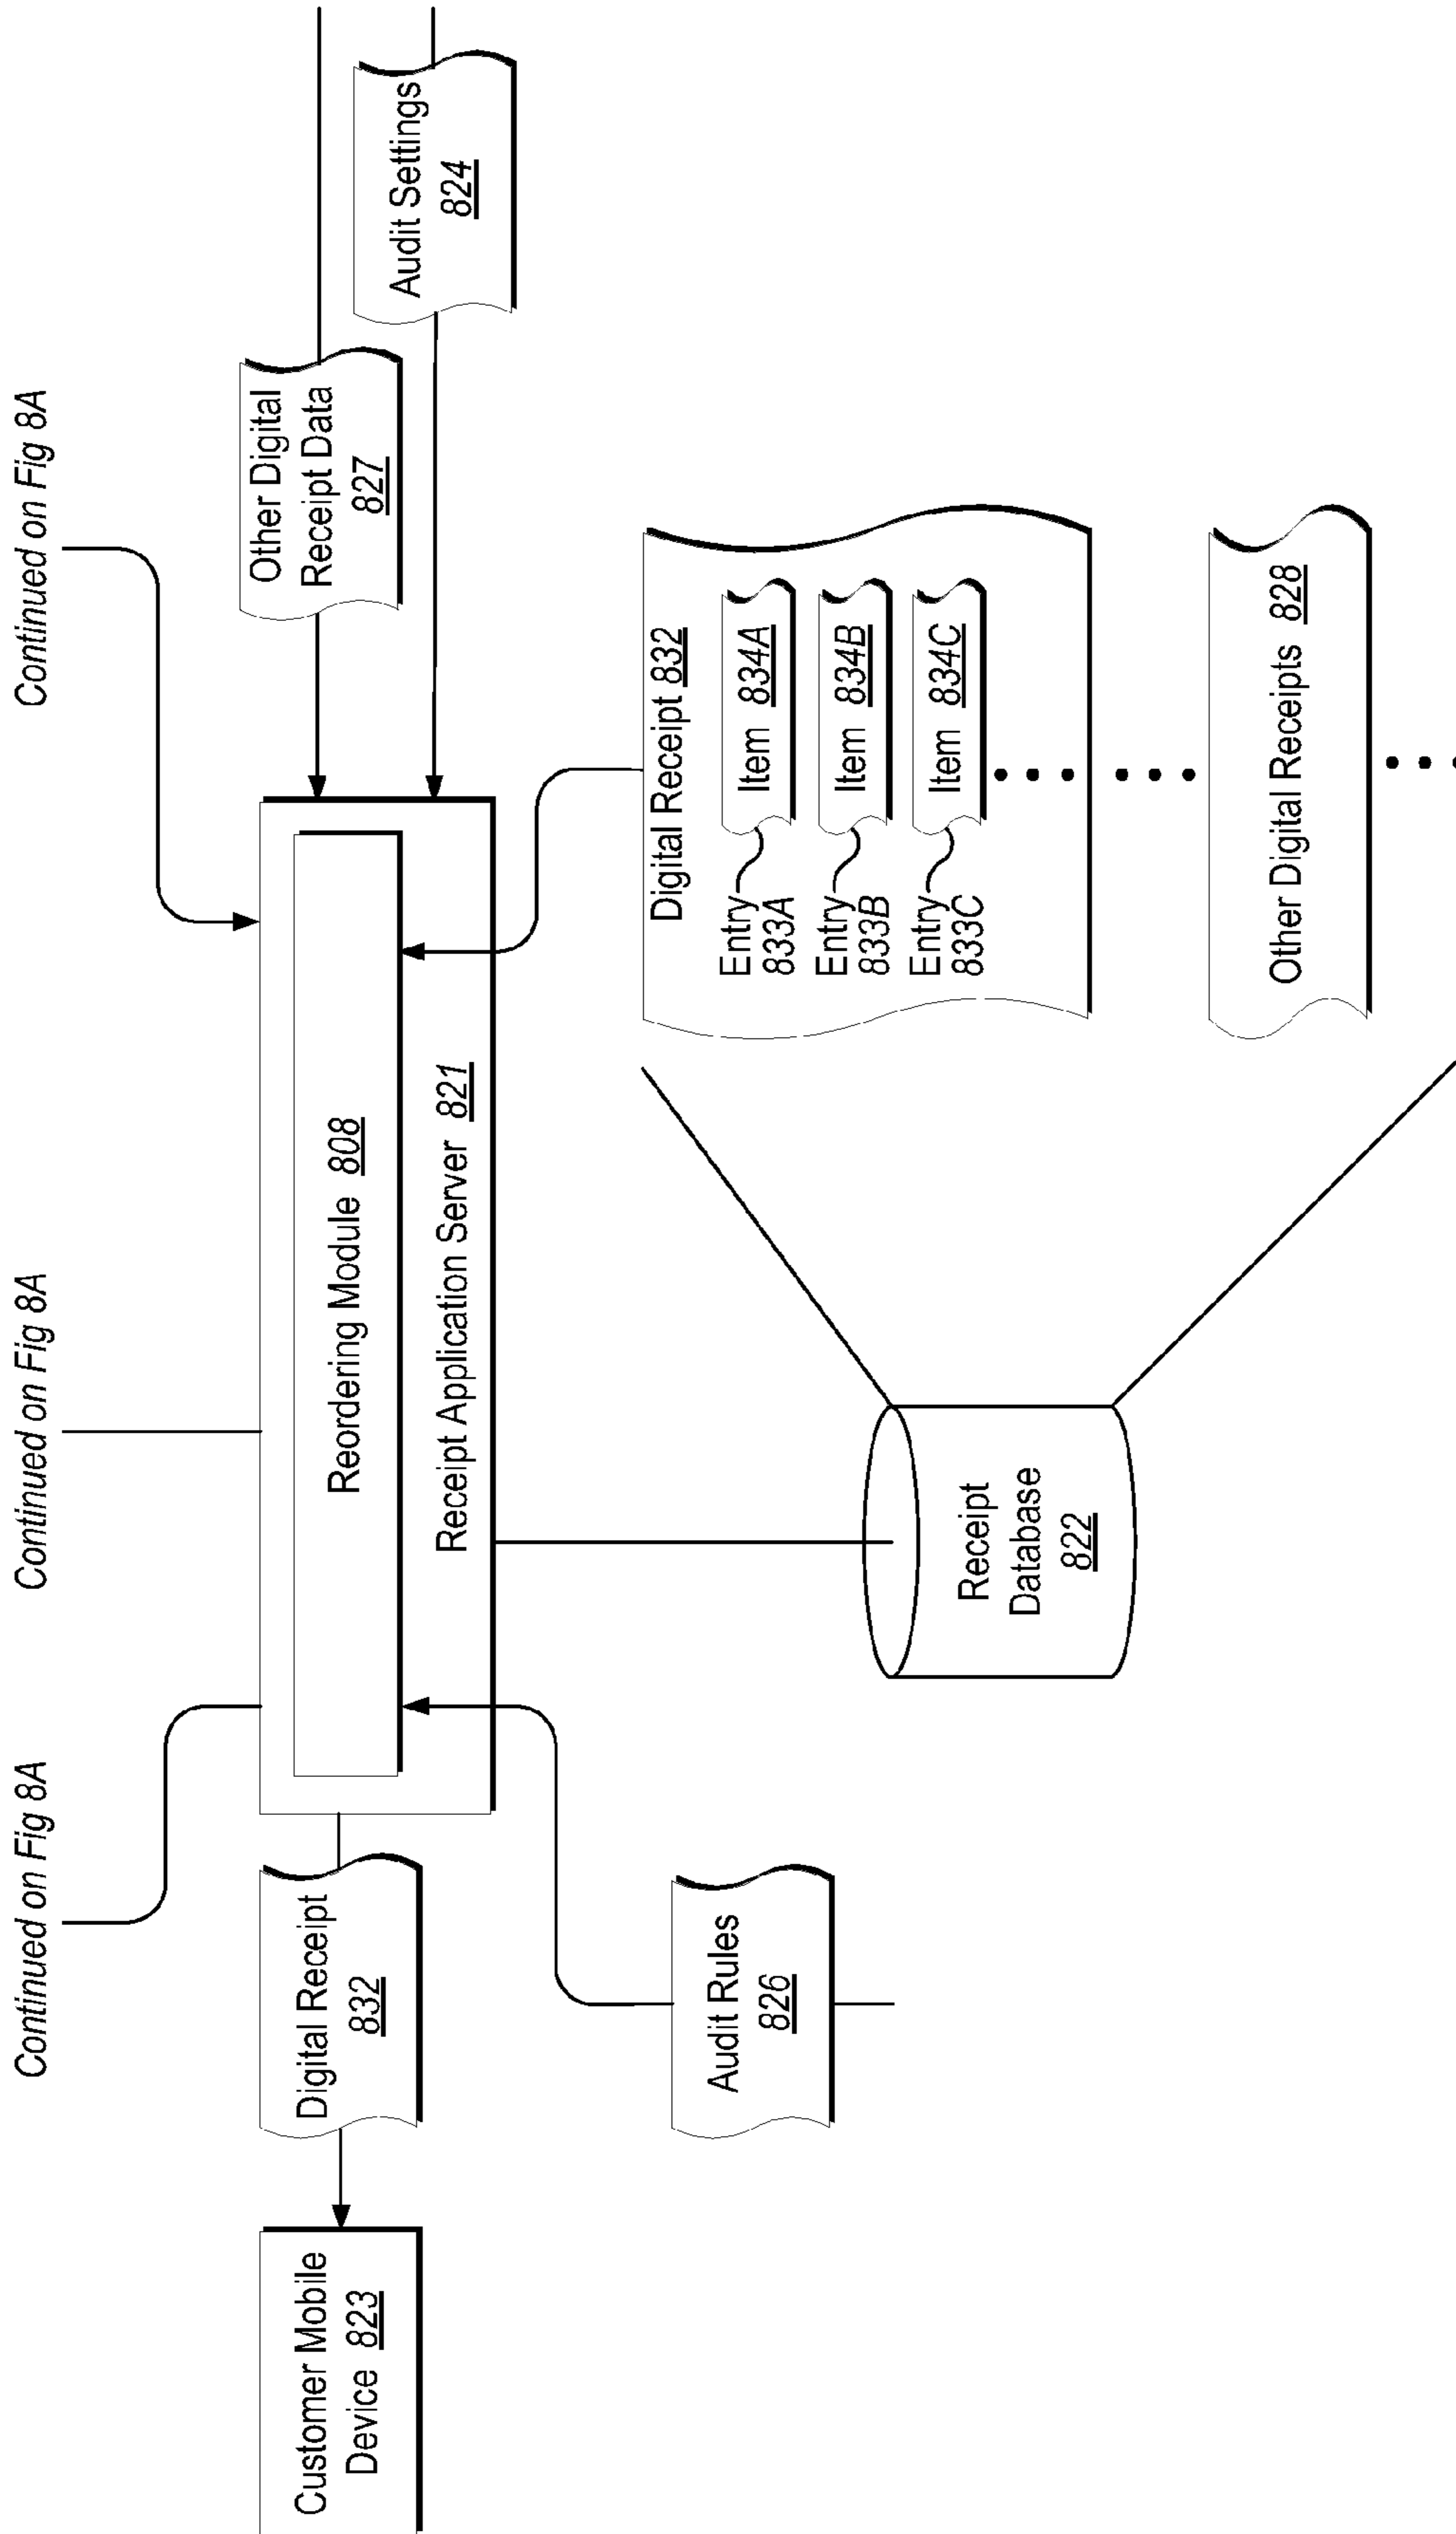 Continued on Fig 8A
Continued on Fig 8A
Continued on Fig 8A
Customer Mobile
Device 823
Digital Receipt
832
Reordering Module 808
Receipt Application Server 821
Other Digital
Receipt Data
827
Audit Settings
824
Audit Rules
826
Receipt
Database
822
Digital Receipt 832
Entry
833A
Item 834A
Entry
833B
Item 834B
Entry
833C
Item 834C
Other Digital Receipts 828